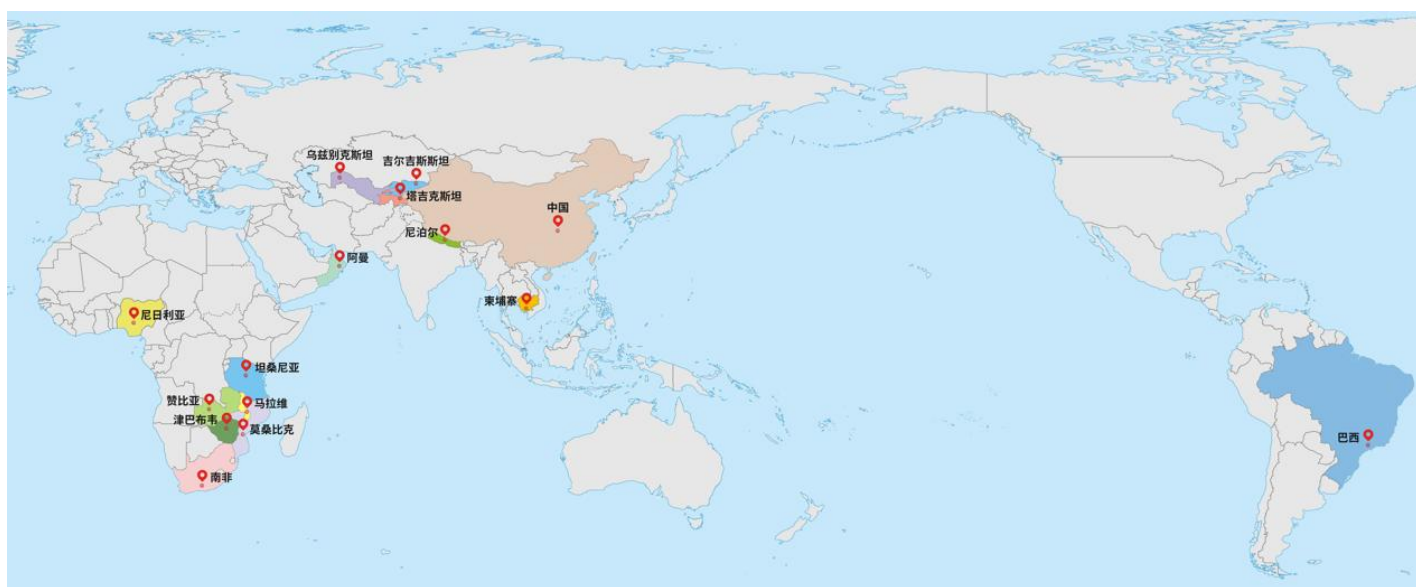 乌兹别克斯坦
吉尔吉斯斯坦
塔吉克斯坦
中国
尼泊尔
阿曼
柬埔寨
尼日利亚
坦桑尼亚
赞比亚
马拉维
津巴布韦
莫桑比克
巴西
南非